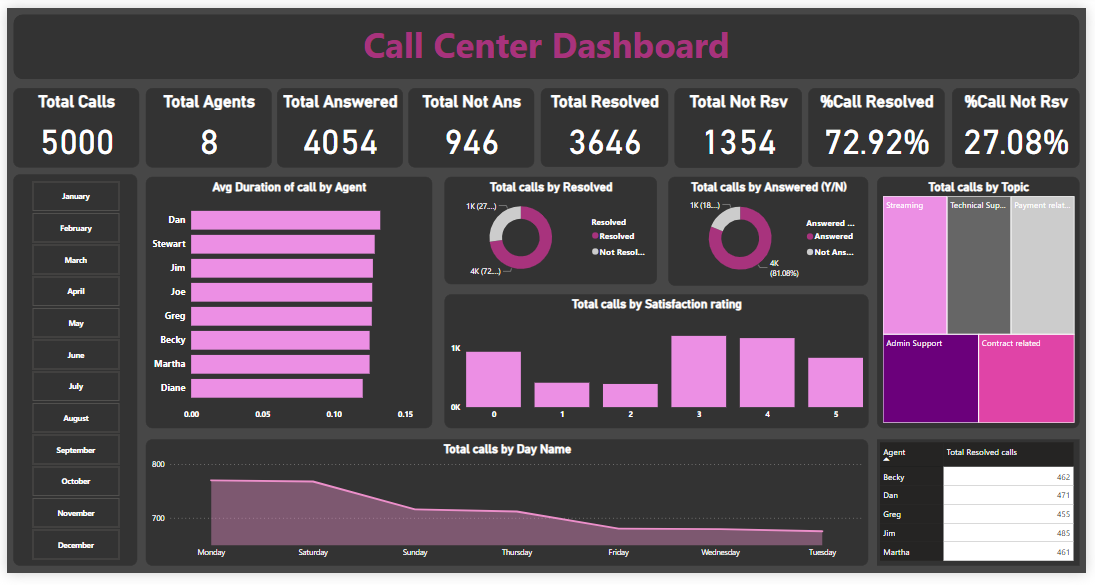 Call Center Dashboard
Total Calls
5000
Total Agents
8
Total Answered
4054
Total Not Ans
946
Total Resolved
3646
Total Not Rsv
1354
%Call Resolved
72.92%
%Call Not Rsv
27.08%
January
February
March
April
May
June
July
August
September
October
November
December
Avg Duration of call by Agent
Dan
Stewart
Jim
Joe
Greg
Becky
Martha
Diane
0.00 0.05 0.10 0.15
Total calls by Resolved
1K (27...)
4K (72...)
Resolved
Resolved
Not Resol...
Total calls by Answered (Y/N)
1K (18...)
4K
(81.08%)
Answered ...
Answered
Not Ans...
Total calls by Satisfaction rating
1K
0K
0 1 2 3 4 5
Total calls by Topic
Streaming
Technical Sup...
Payment relat...
Admin Support
Contract related
Total calls by Day Name
800
700
Monday Saturday Sunday Thursday Friday Wednesday Tuesday
Agent Total Resolved calls
Becky 462
Dan 471
Greg 455
Jim 485
Martha 461